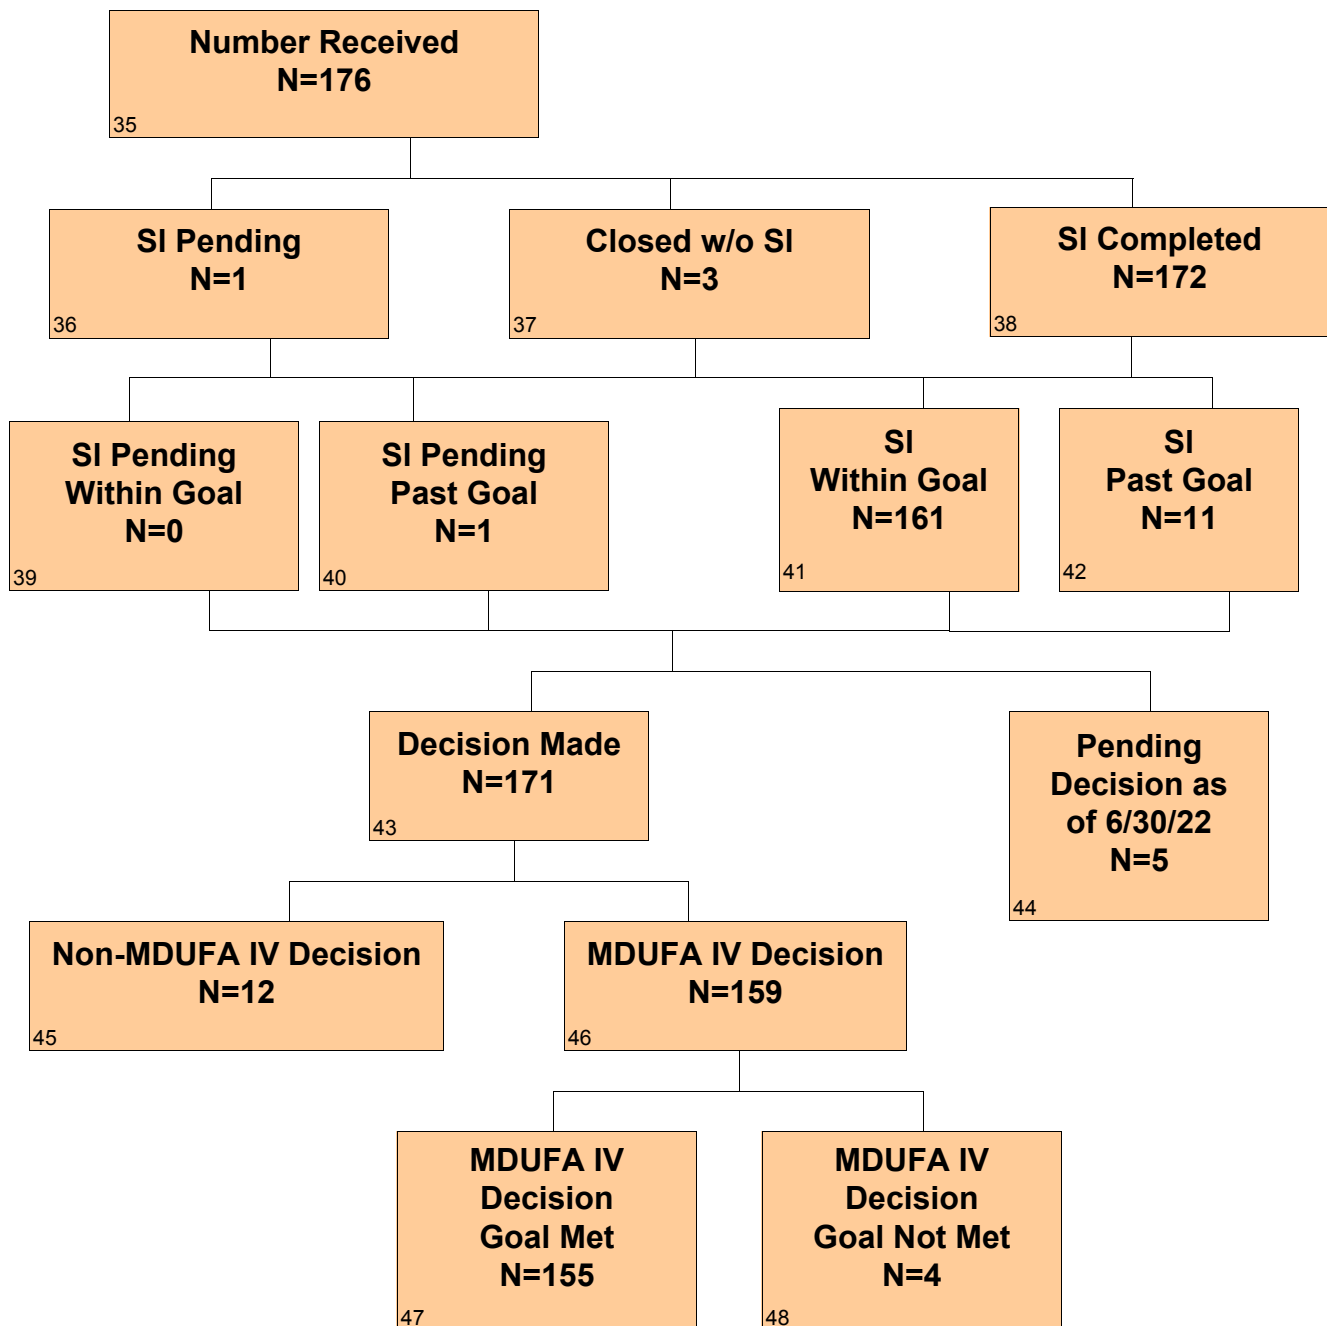 Number Received
N=176
35
SI Pending
N=1
36
Closed w/o SI
N=3
37
SI Completed
N=172
38
SI Pending
Within Goal
N=0
39
SI Pending
Past Goal
N=1
40
SI
Within Goal
N=161
41
SI
Past Goal
N=11
42
Decision Made
N=171
43
Pending
Decision as
of 6/30/22
N=5
44
Non-MDUFA IV Decision
N=12
45
MDUFA IV Decision
N=159
46
MDUFA IV
Decision
Goal Met
N=155
47
MDUFA IV
Decision
Goal Not Met
N=4
48